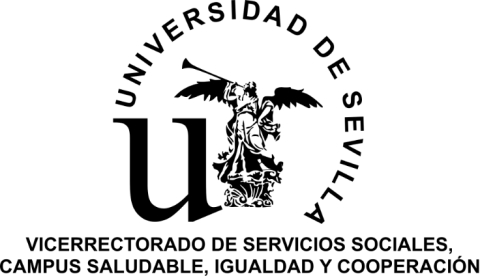 UNIVERSIDAD DE SEVILLA
u
VICERRECTORADO DE SERVICIOS SOCIALES,
CAMPUS SALUDABLE, IGUALDAD Y COOPERACIÓN